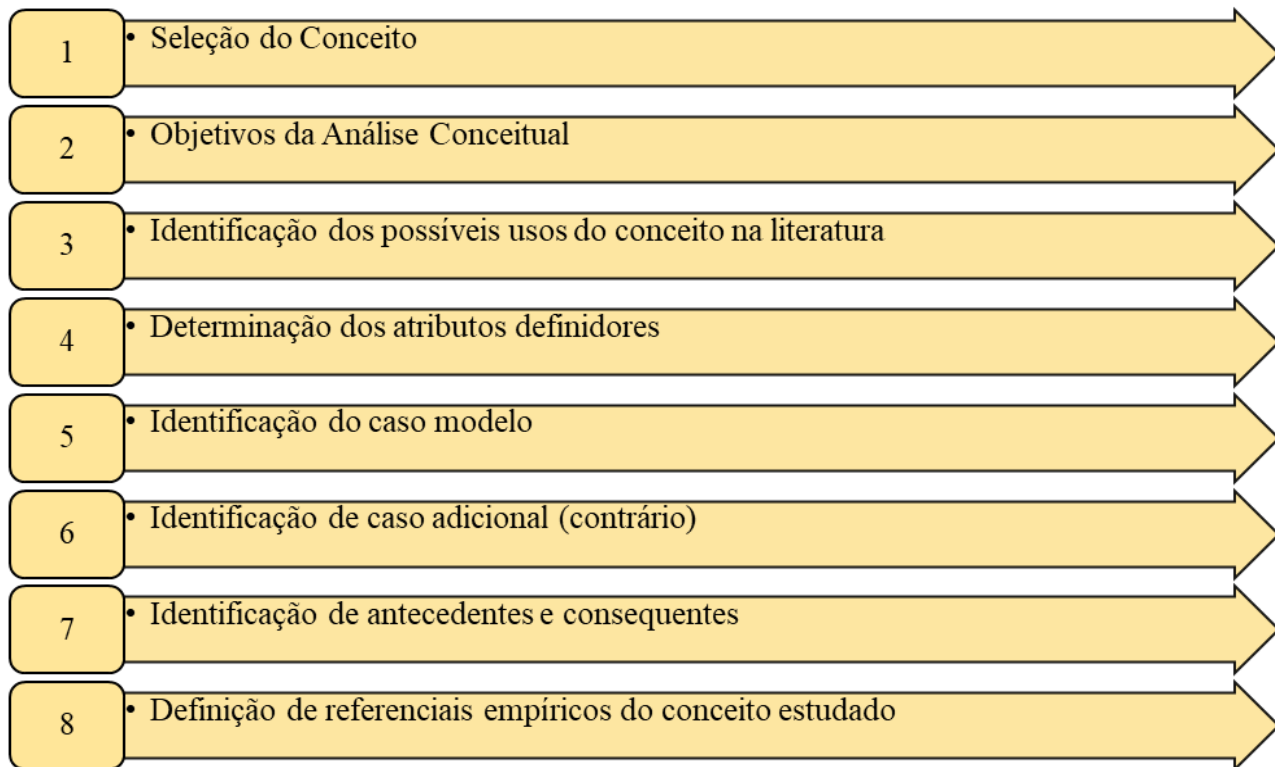 1 • Seleção do Conceito
2 • Objetivos da Análise Conceitual
3 • Identificação dos possíveis usos do conceito na literatura
4 • Determinação dos atributos definidores
5 • Identificação do caso modelo
6 • Identificação de caso adicional (contrário)
7 • Identificação de antecedentes e consequentes
8 • Definição de referenciais empíricos do conceito estudado